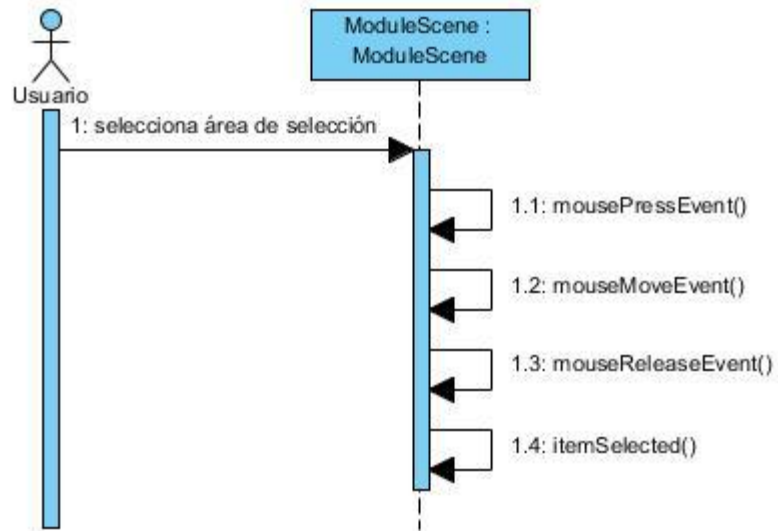 ModuleScene :
ModuleScene
Usuario
1: selecciona área de selección
1.1: mousePressEvent()
1.2: mouseMoveEvent()
1.3: mouseReleaseEvent()
1.4: itemSelected()